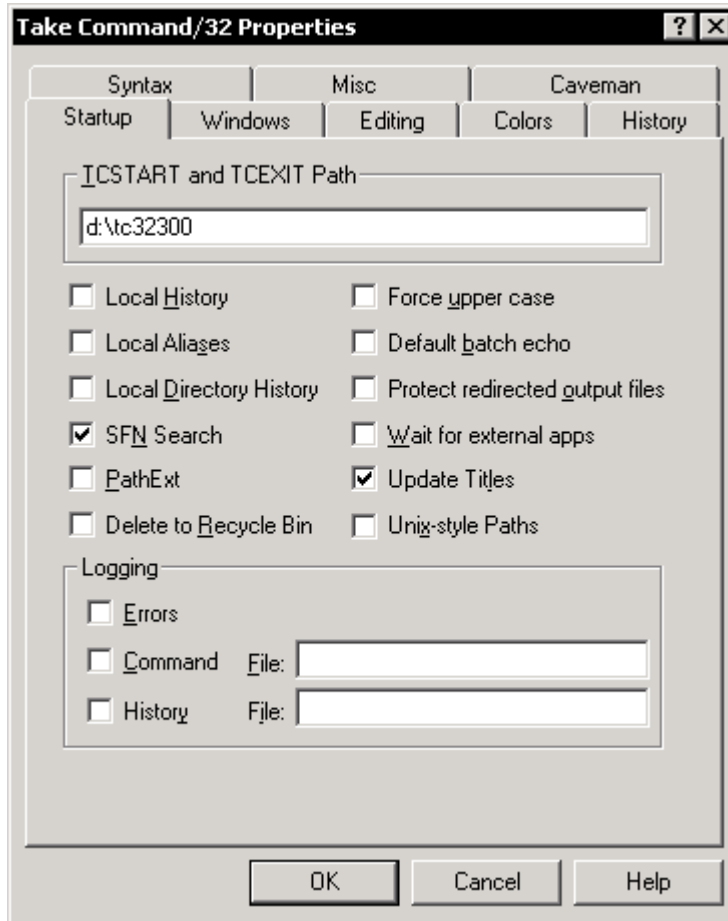 Take Command/32 Properties
? X
Syntax Misc Caveman
Startup Windows Editing Colors History
TCSTART and TCEXIT Path
d:\tc32300
Local History
Force upper case
Local Aliases
Default batch echo
Local Directory History
Protect redirected output files
SFN Search
Wait for external apps
PathExt
Update Titles
Delete to Recycle Bin
Unix-style Paths
Logging
Errors
Command File:
History File:
OK Cancel Help